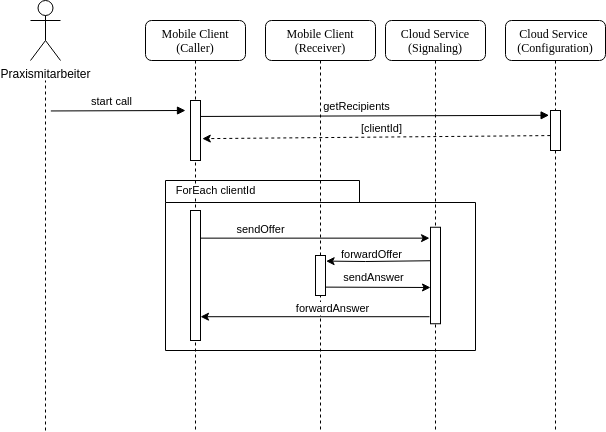 Mobile Client
(Caller)
Mobile Client
(Receiver)
Cloud Service
(Signaling)
Cloud Service
(Configuration)
Praxismitarbeiter
start call
getRecipients
[clientId]
ForEach clientId
sendOffer
forwardOffer
sendAnswer
forwardAnswer